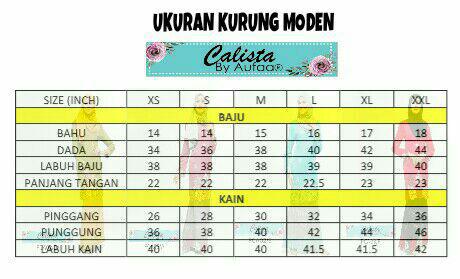 UKURAN KURUNG MODEN
Calista
By Aufaa®
SIZE (INCH) XS S M L XL XXL
BAJU
BAHU 14 14 15 16 17 18
DADA 34 36 38 40 42 44
LABUH BAJU 38 38 38 39 39 40
PANJANG TANGAN 22 22 22 22.5 23 23
KAIN
PINGGANG 26 28 30 32 34 36
PUNGGUNG 36 38 40 42 44 46
LABUH KAIN 40 40 40 41.5 41.5 42